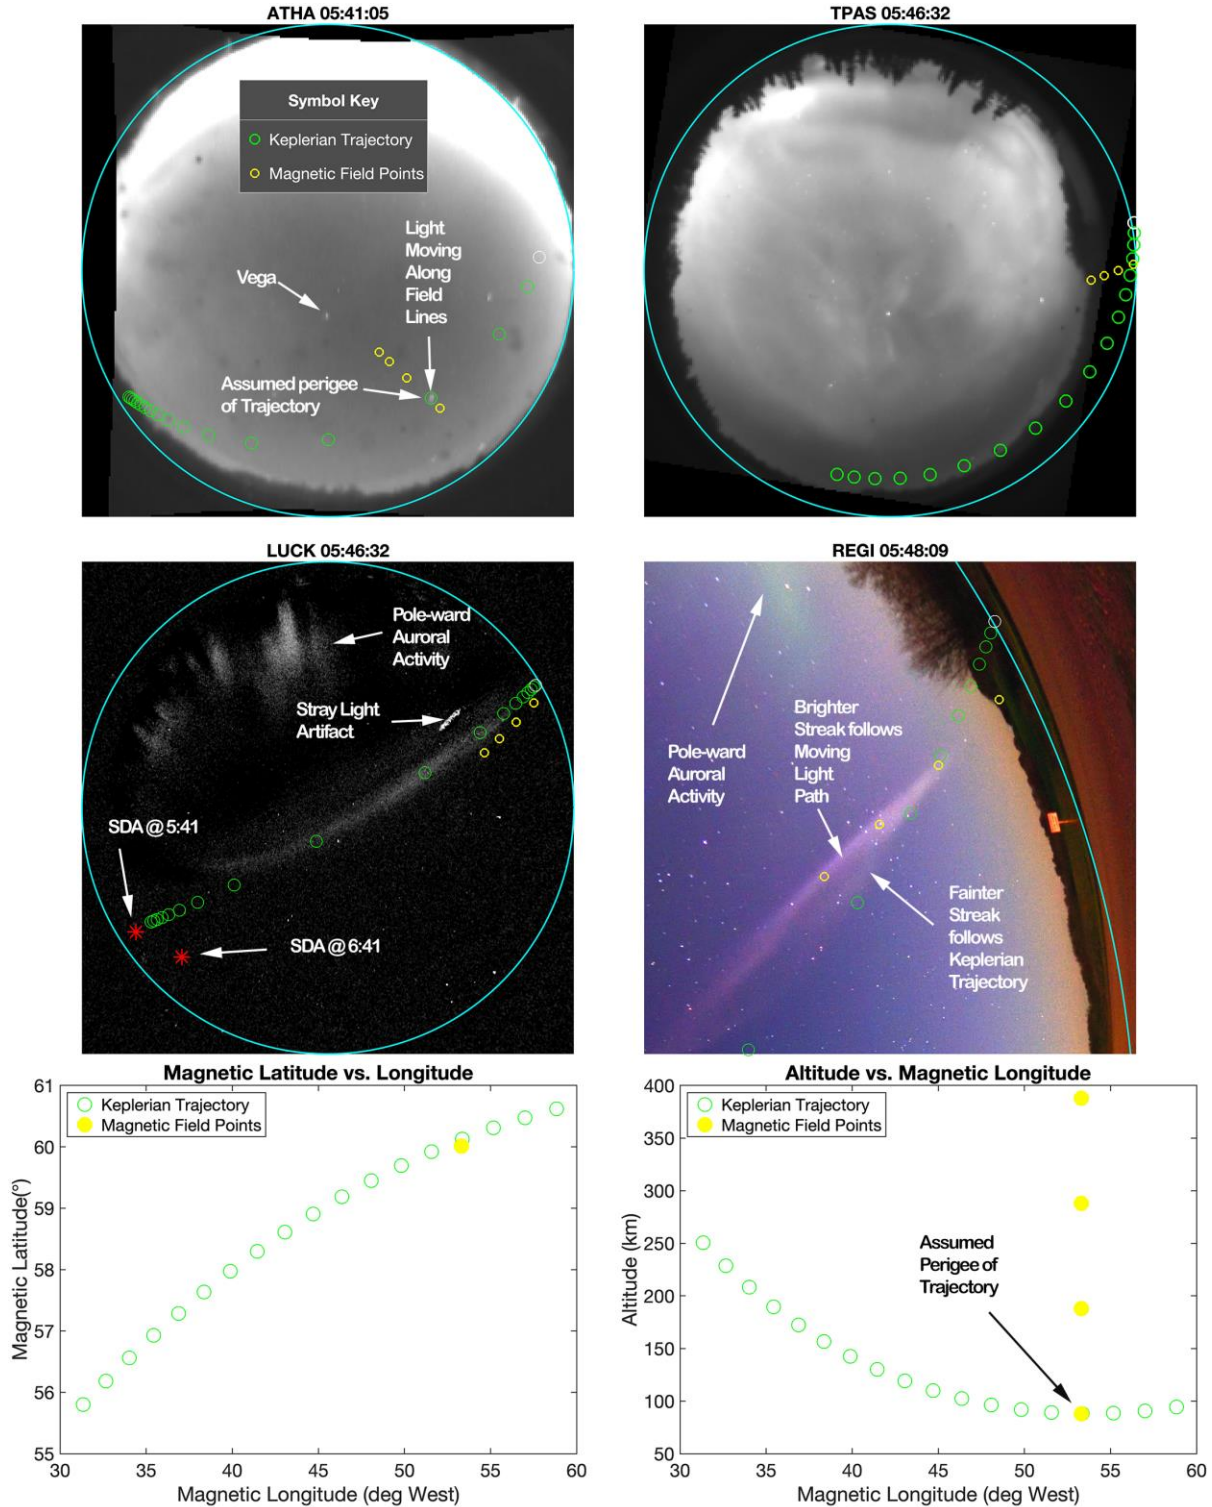 ATHA 05:41:05
Symbol Key
Keplerian Trajectory
Magnetic Field Points
Light
Moving
Along
Field
Lines
Vega
Assumed perigee
of Trajectory
TPAS 05:46:32
LUCK 05:46:32
Pole-ward
Auroral
Activity
Stray Light
Artifact
SDA @ 5:41
SDA @ 6:41
REGI 05:48:09
Brighter
Streak follows
Moving
Light
Path
Pole-ward
Auroral
Activity
Fainter
Streak
follows
Keplerian
Trajectory
Magnetic Latitude vs. Longitude
Keplerian Trajectory
Magnetic Field Points
Magnetic Latitude(°)
61
60
59
58
57
56
55
30 35 40 45 50 55 60
Magnetic Longitude (deg West)
Altitude vs. Magnetic Longitude
Keplerian Trajectory
Magnetic Field Points
Assumed
Perigee of
Trajectory
Altitude (km)
400
350
300
250
200
150
100
50
30 35 40 45 50 55 60
Magnetic Longitude (deg West)